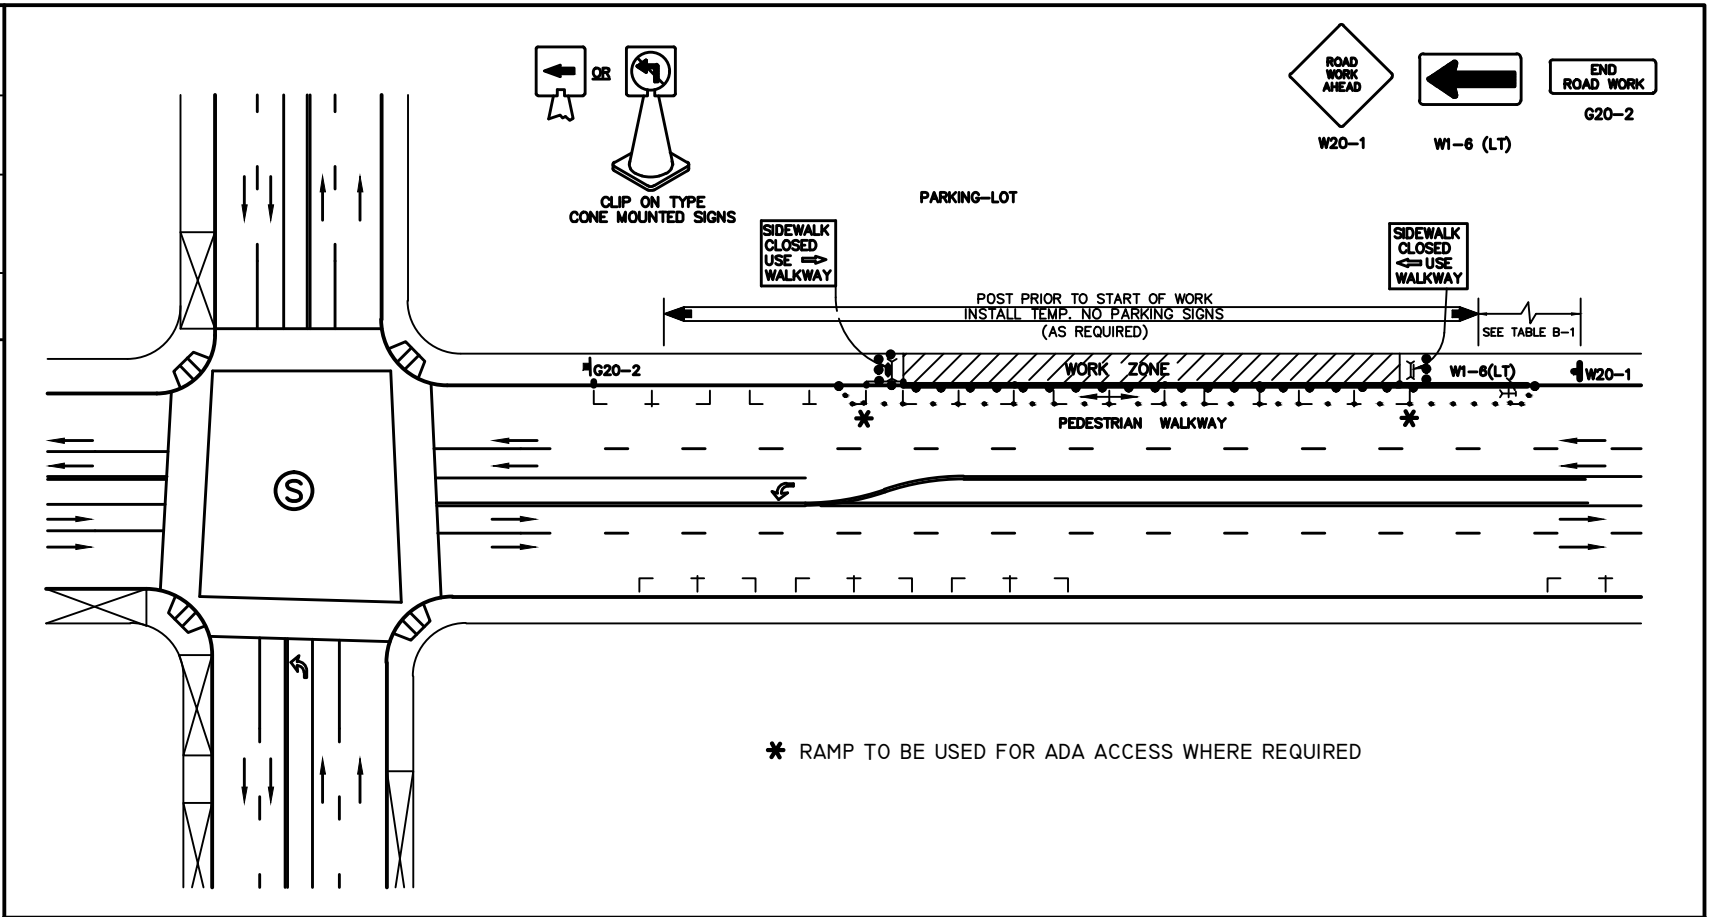 OR
CLIP ON TYPE
CONE MOUNTED SIGNS
ROAD
WORK
AHEAD
W20-1
W1-6 (LT)
END
ROAD WORK
G20-2
PARKING-LOT
SIDEWALK
CLOSED
USE
WALKWAY
SIDEWALK
CLOSED
USE
WALKWAY
POST PRIOR TO START OF WORK
INSTALL TEMP. NO PARKING SIGNS
(AS REQUIRED)
SEE TABLE B-1
G20-2
WORK ZONE
W1-6(LT)
W20-1
PEDESTRIAN WALKWAY
S
* RAMP TO BE USED FOR ADA ACCESS WHERE REQUIRED